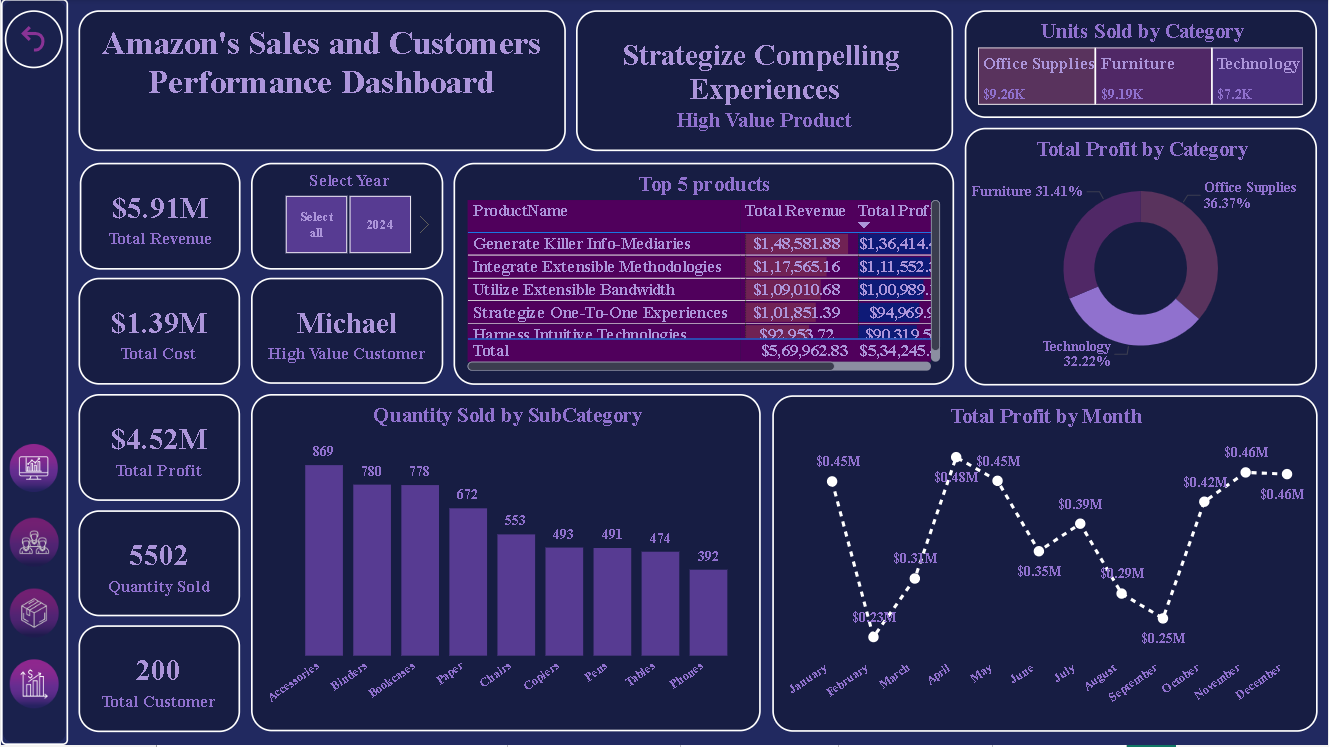 Amazon's Sales and Customers
Performance Dashboard
Strategize Compelling
Experiences
High Value Product
Units Sold by Category
Office Supplies
$9.26K
Furniture
$9.19K
Technology
$7.2K
$5.91M
Total Revenue
Select Year
Select
all
2024
Top 5 products
ProductName Total Revenue Total Prof
Generate Killer Info-Mediaries $1,48,581.88 $1,36,414.
Integrate Extensible Methodologies $1,17,565.16 $1,11,552.
Utilize Extensible Bandwidth $1,09,010.68 $1,00,989.
Strategize One-To-One Experiences $1,01,851.39 $94,969.9
Harness Intuitive Technologies $92,953.72 $90,319.5
Total $5,69,962.83 $5,34,245.
Total Profit by Category
Furniture 31.41%
Office Supplies
36.37%
Technology
32.22%
$1.39M
Total Cost
Michael
High Value Customer
$4.52M
Total Profit
5502
Quantity Sold
200
Total Customer
Quantity Sold by SubCategory
869
780
778
672
553
493
491
474
392
Accessories
Binders
Bookcases
Paper
Chairs
Copiers
Pens
Tables
Phones
Total Profit by Month
$0.45M
$0.23M
$0.31M
$0.48M
$0.45M
$0.35M
$0.39M
$0.29M
$0.25M
$0.42M
$0.46M
$0.46M
January
February
March
April
May
June
July
August
September
October
November
December